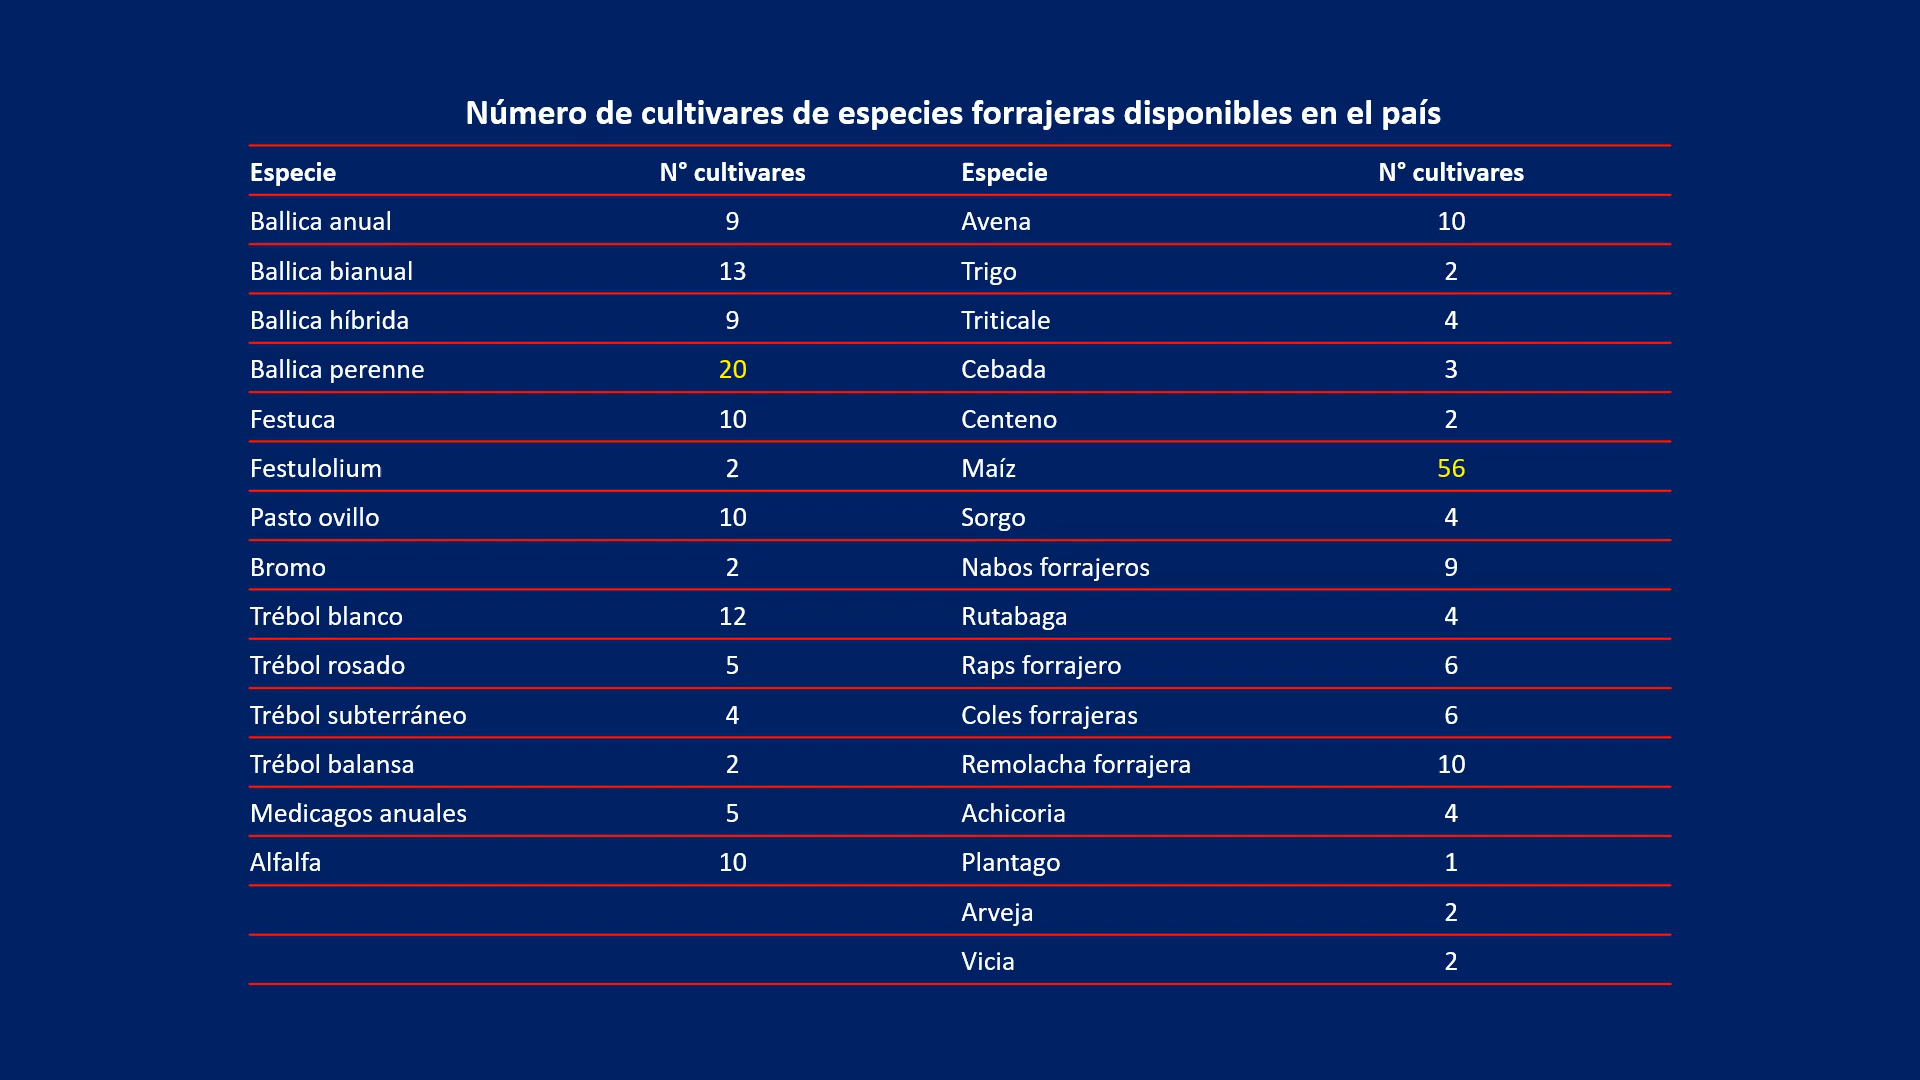 Número de cultivares de especies forrajeras disponibles en el país
Especie N° cultivares Especie N° cultivares
Ballica anual 9 Avena 10
Ballica bianual 13 Trigo 2
Ballica híbrida 9 Triticale 4
Ballica perenne 20 Cebada 3
Festuca 10 Centeno 2
Festulolium 2 Maíz 56
Pasto ovillo 10 Sorgo 4
Bromo 2 Nabos forrajeros 9
Trébol blanco 12 Rutabaga 4
Trébol rosado 5 Raps forrajero 6
Trébol subterráneo 4 Coles forrajeras 6
Trébol balansa 2 Remolacha forrajera 10
Medicagos anuales 5 Achicoria 4
Alfalfa 10 Plantago 1
Arveja 2
Vicia 2